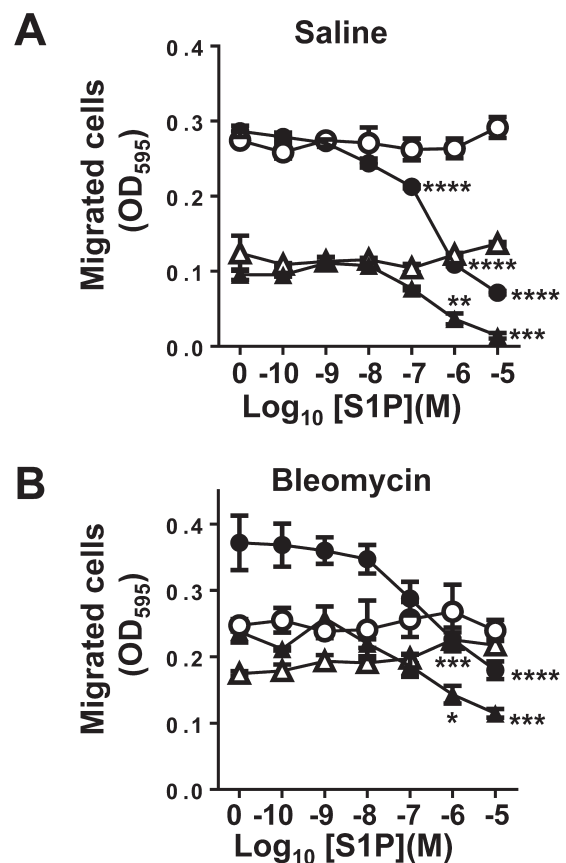 A
Saline
Migrated cells
(OD595)
0.4
0.3
0.2
0.1
0.0
****
****
**
****
***
0 -10 -9 -8 -7 -6 -5
Log10 [S1P](M)
B
Bleomycin
Migrated cells
(OD595)
0.4
0.3
0.2
0.1
0.0
***
****
*
***
0 -10 -9 -8 -7 -6 -5
Log10 [S1P](M)